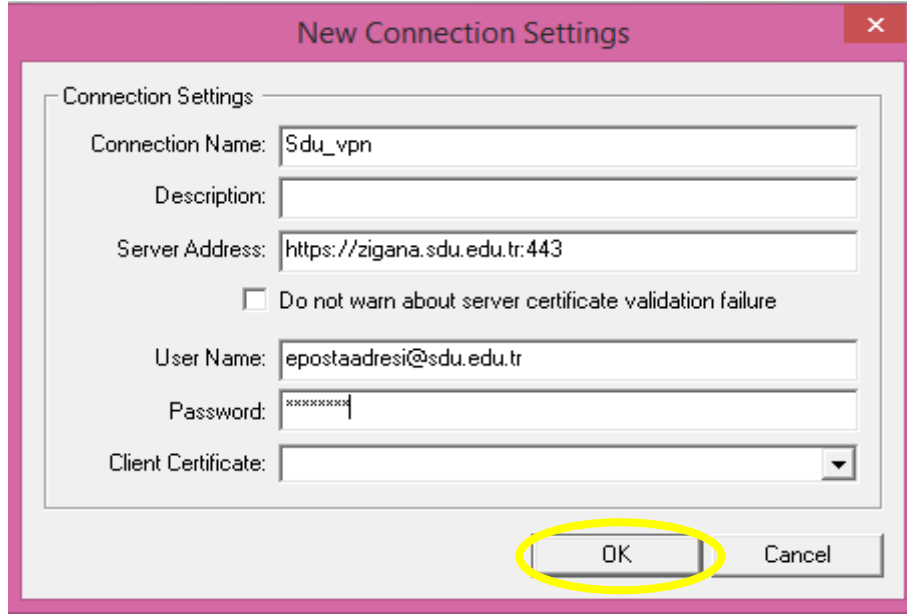 New Connection Settings
Connection Settings
Connection Name: Sdu_vpn
Description:
Server Address: https://zigana.sdu.edu.tr:443
Do not warn about server certificate validation failure
User Name: epostaadresi@sdu.edu.tr
Password: ********
Client Certificate:
OK Cancel